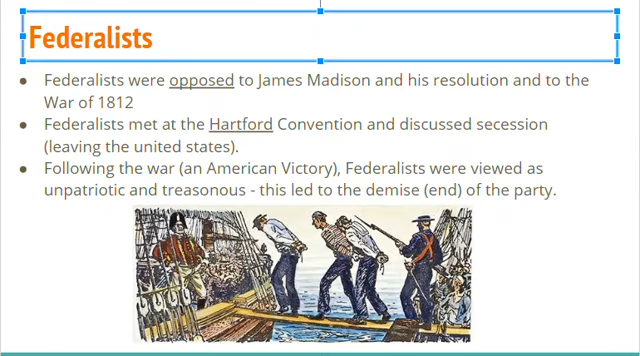 Federalists
● Federalists were opposed to James Madison and his resolution and to the
War of 1812
● Federalists met at the Hartford Convention and discussed secession
(leaving the united states).
● Following the war (an American Victory), Federalists were viewed as
unpatriotic and treasonous - this led to the demise (end) of the party.